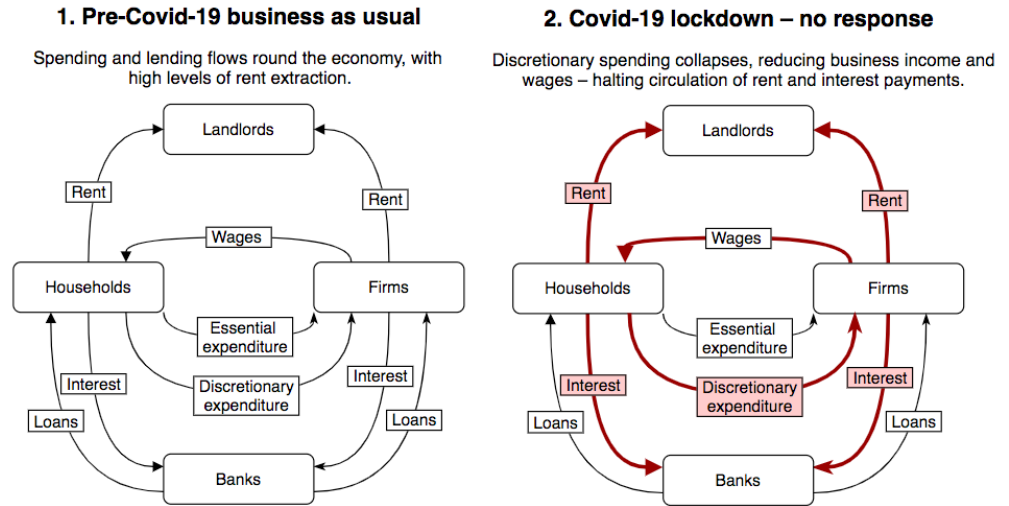 1. Pre-Covid-19 business as usual
Spending and lending flows round the economy, with
high levels of rent extraction.
Landlords
Rent
Rent
Wages
Households
Firms
Essential
expenditure
Interest
Discretionary
expenditure
Interest
Loans
Loans
Banks
2. Covid-19 lockdown – no response
Discretionary spending collapses, reducing business income and
wages – halting circulation of rent and interest payments.
Landlords
Rent
Rent
Wages
Households
Firms
Essential
expenditure
Interest
Discretionary
expenditure
Interest
Loans
Loans
Banks